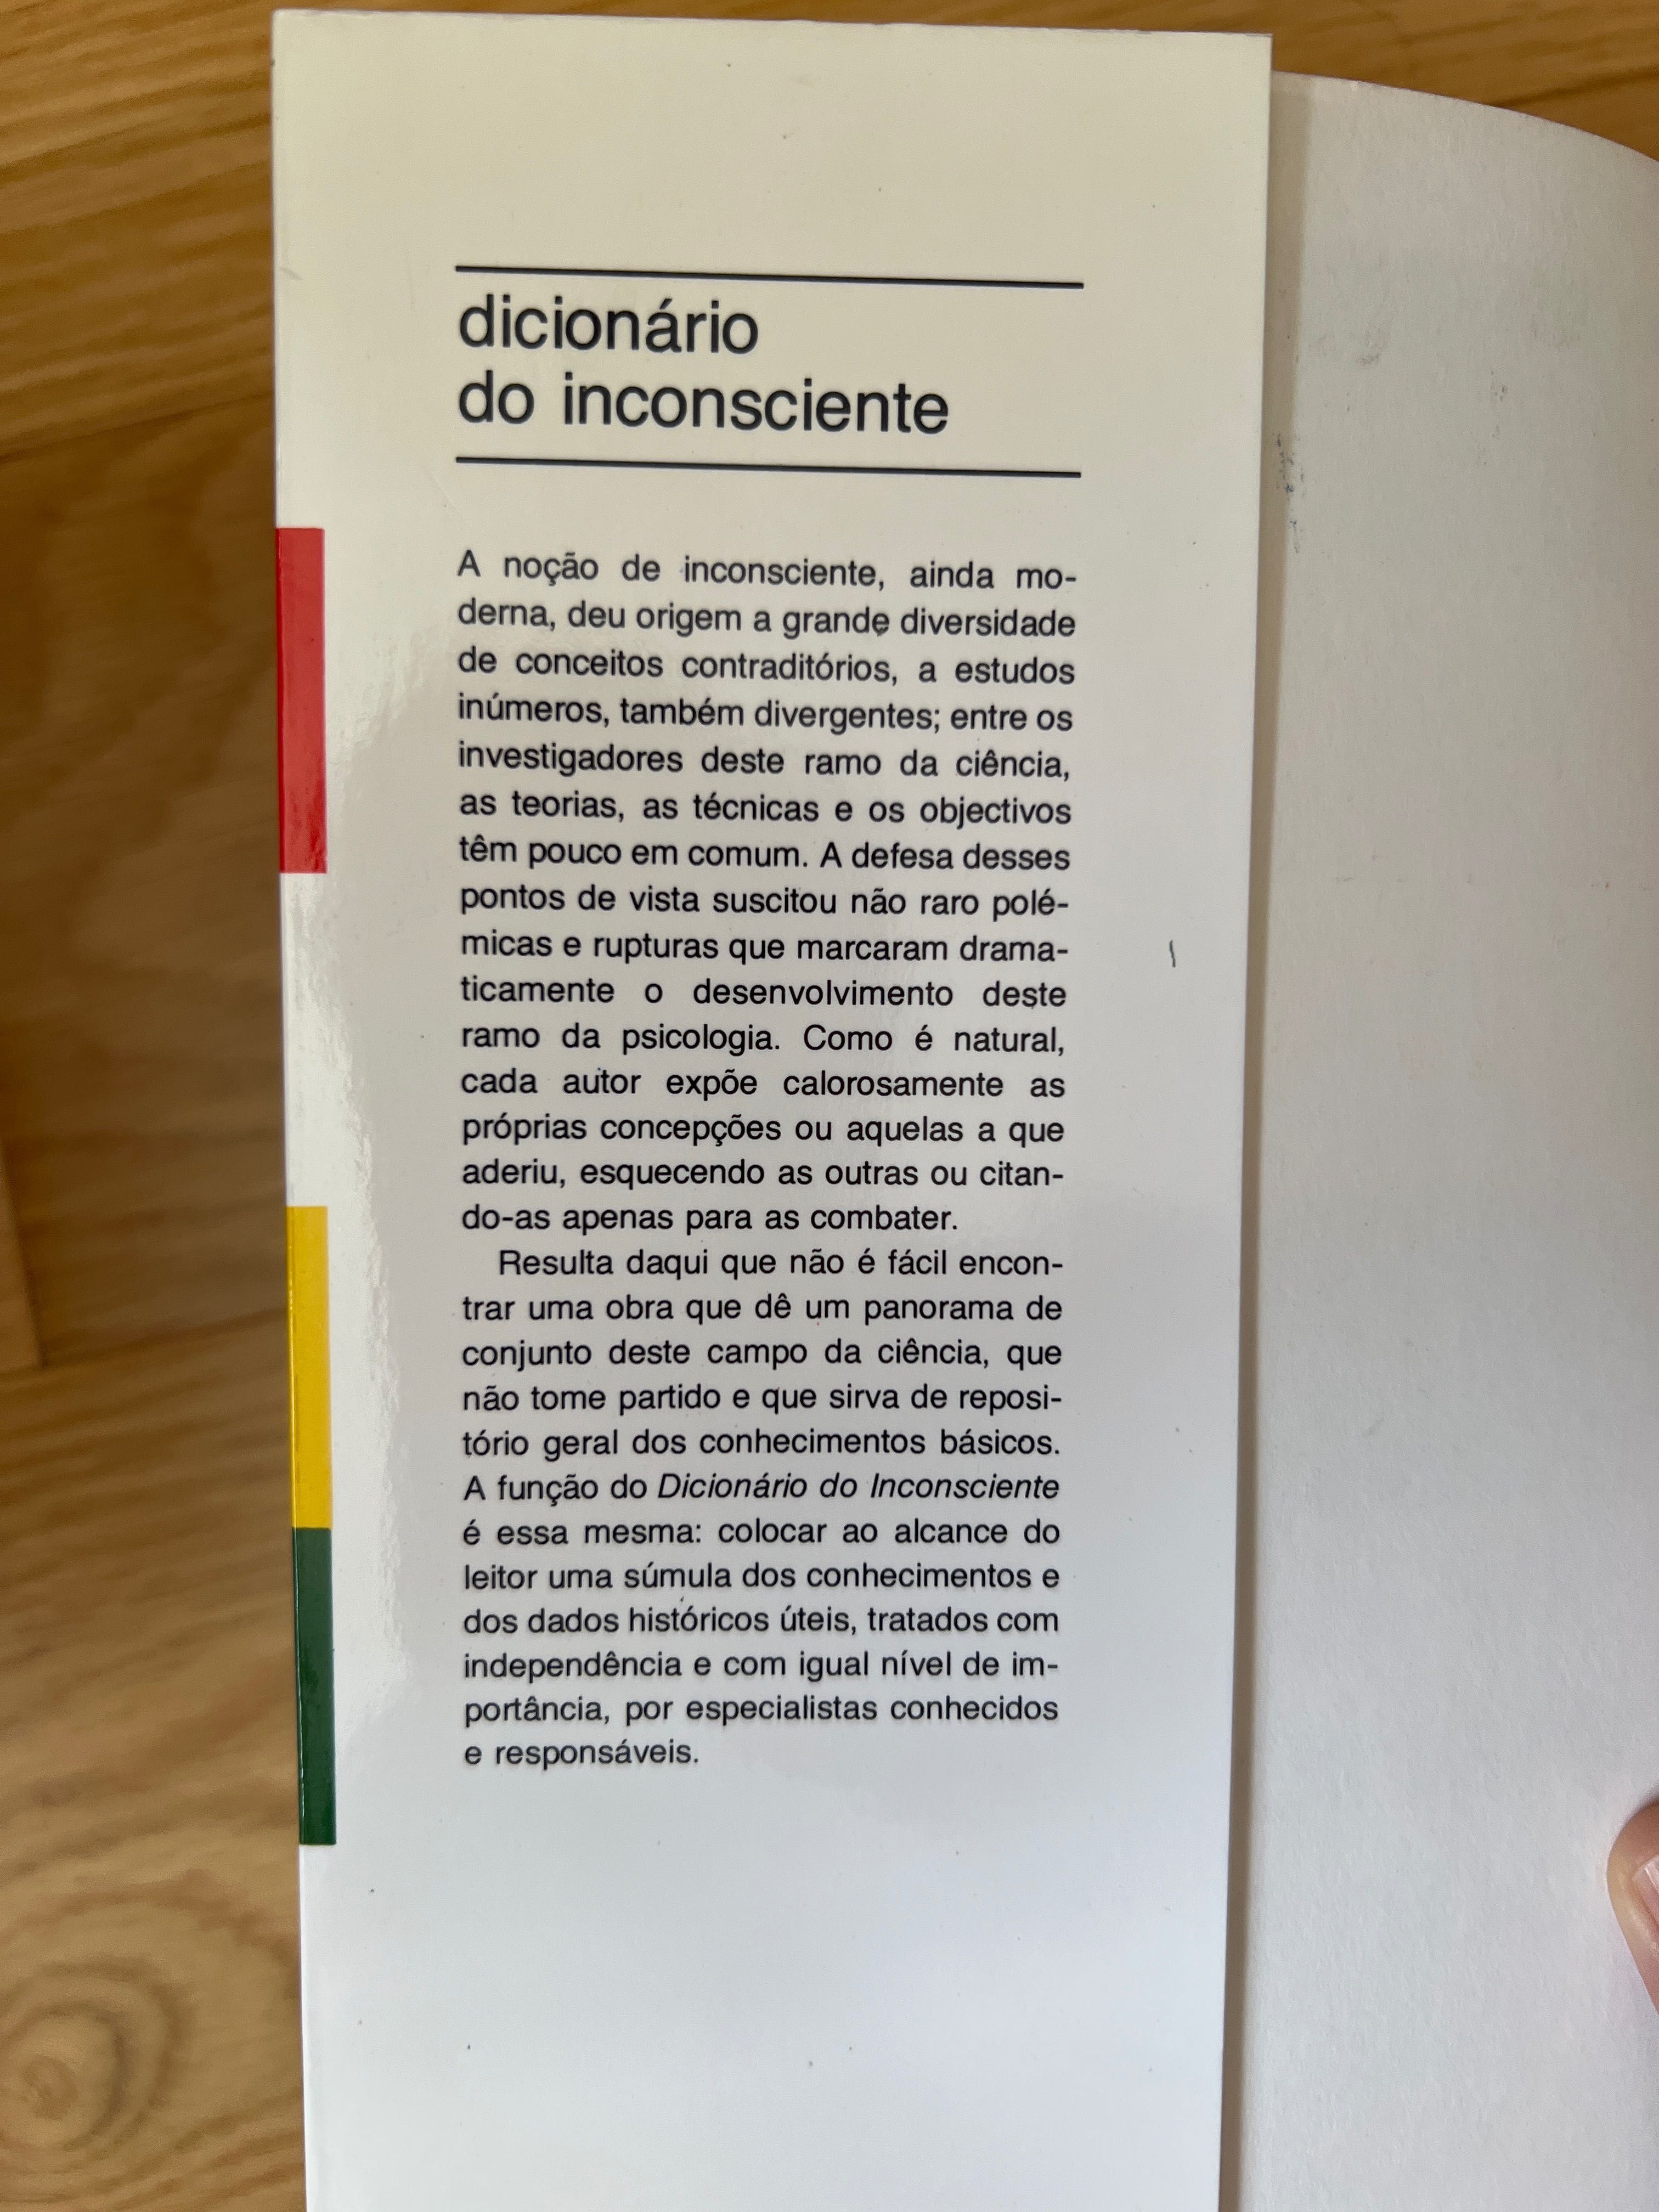 dicionário
do inconsciente
A noção de inconsciente, ainda mo-
derna, deu origem a grande diversidade
de conceitos contraditórios, a estudos
inúmeros, também divergentes; entre os
investigadores deste ramo da ciência,
as teorias, as técnicas e os objectivos
têm pouco em comum. A defesa desses
pontos de vista suscitou não raro polé-
micas e rupturas que marcaram drama-
ticamente o desenvolvimento deste
ramo da psicologia. Como é natural,
cada autor expõe calorosamente as
próprias concepções ou aquelas a que
aderiu, esquecendo as outras ou citan-
do-as apenas para as combater.
Resulta daqui que não é fácil encon-
trar uma obra que dê um panorama de
conjunto deste campo da ciência, que
não tome partido e que sirva de reposi-
tório geral dos conhecimentos básicos.
A função do Dicionário do Inconsciente
é essa mesma: colocar ao alcance do
leitor uma súmula dos conhecimentos e
dos dados históricos úteis, tratados com
independência e com igual nível de im-
portância, por especialistas conhecidos
e responsáveis.